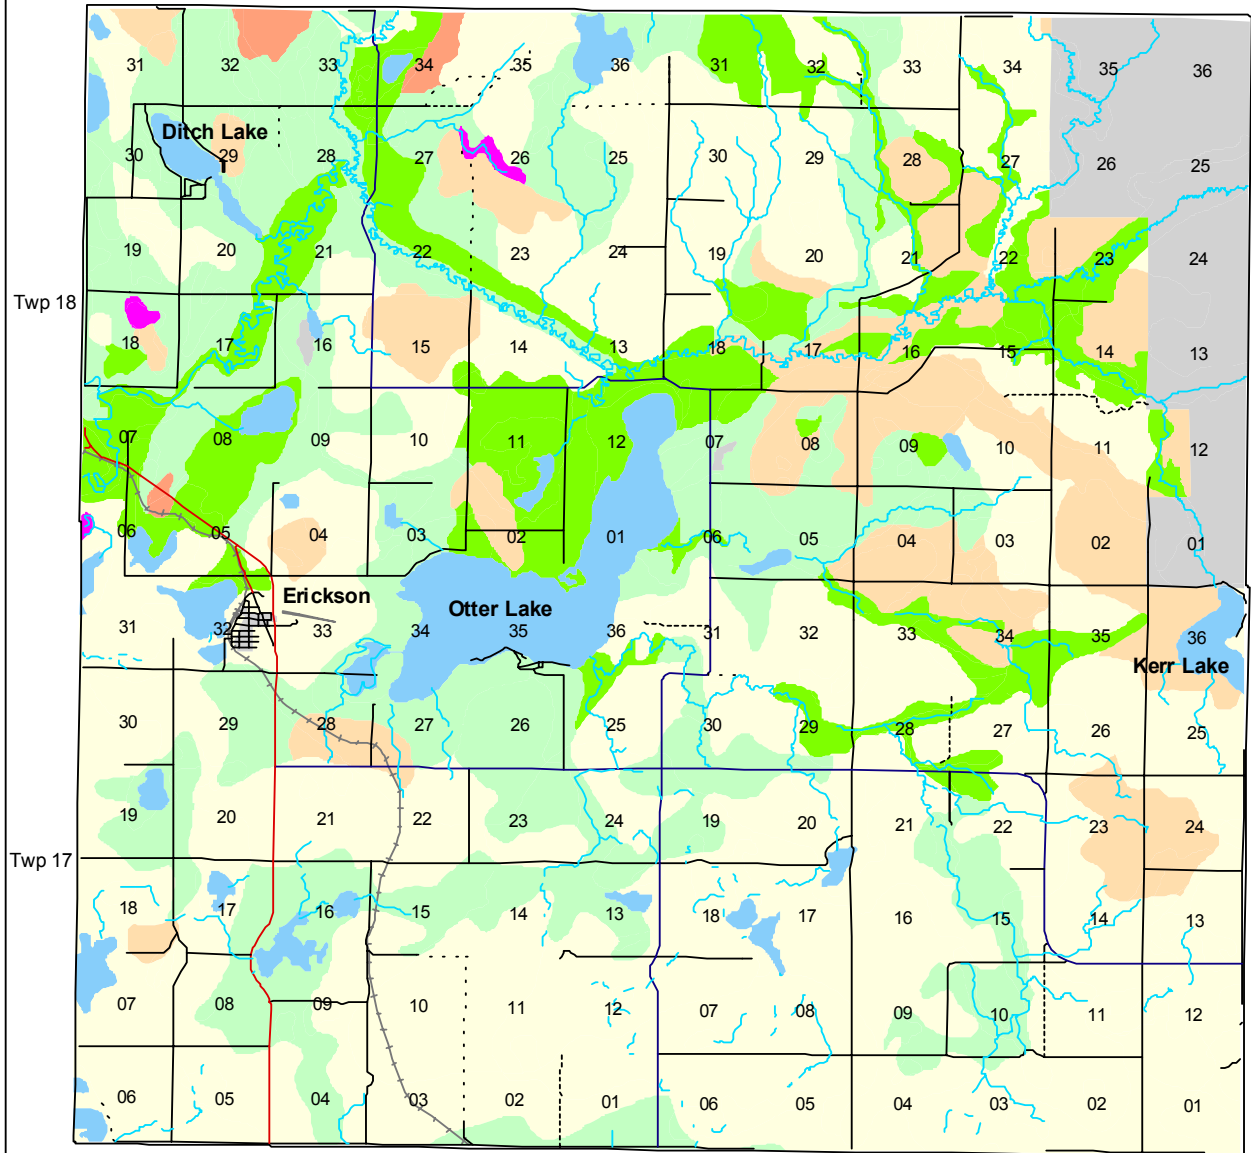 31 32 33 34 35 36 31 32 33 34 35 36
Ditch Lake
30 29 28 27 26 25 30 29 28 27 26 25
19 20 21 22 23 24 19 20 21 22 23 24
Twp 18
18 17 16 15 14 13 18 17 16 15 14 13
07 08 09 10 11 12 07 08 09 10 11 12
06 05 04 03 02 01 06 05 04 03 02 01
Erickson
Otter Lake
31 32 33 34 35 36 31 32 33 34 35 36
Kerr Lake
30 29 28 27 26 25 30 29 28 27 26 25
19 20 21 22 23 24 19 20 21 22 23 24
Twp 17
18 17 16 15 14 13 18 17 16 15 14 13
07 08 09 10 11 12 07 08 09 10 11 12
06 05 04 03 02 01 06 05 04 03 02 01